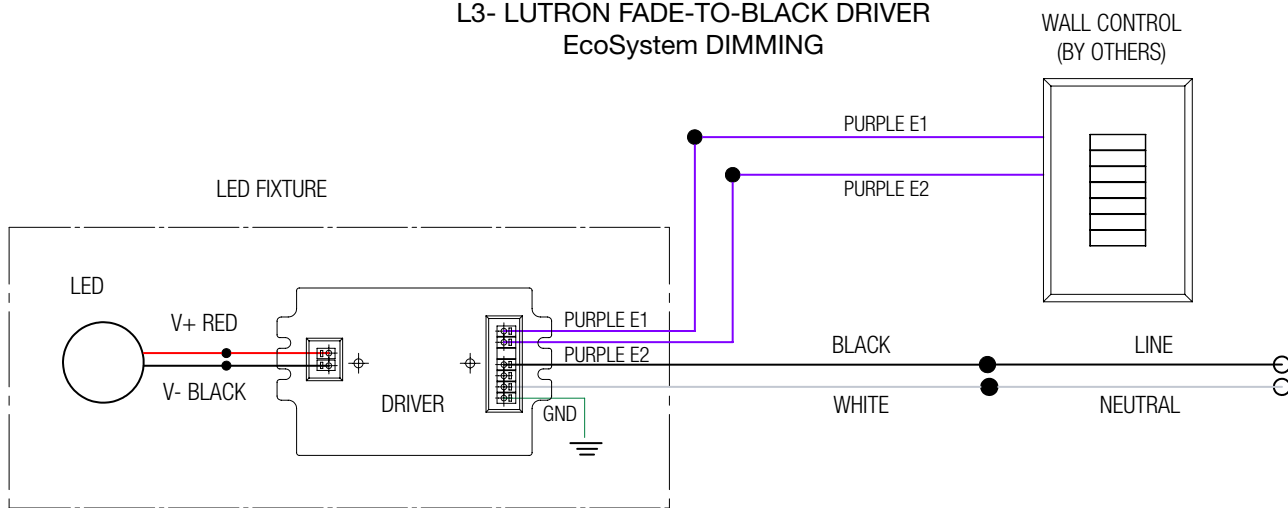 L3- LUTRON FADE-TO-BLACK DRIVER
EcoSystem DIMMING
WALL CONTROL
(BY OTHERS)
PURPLE E1
PURPLE E2
LED FIXTURE
LED
V+ RED
V- BLACK
DRIVER
PURPLE E1
PURPLE E2
GND
BLACK
LINE
WHITE
NEUTRAL